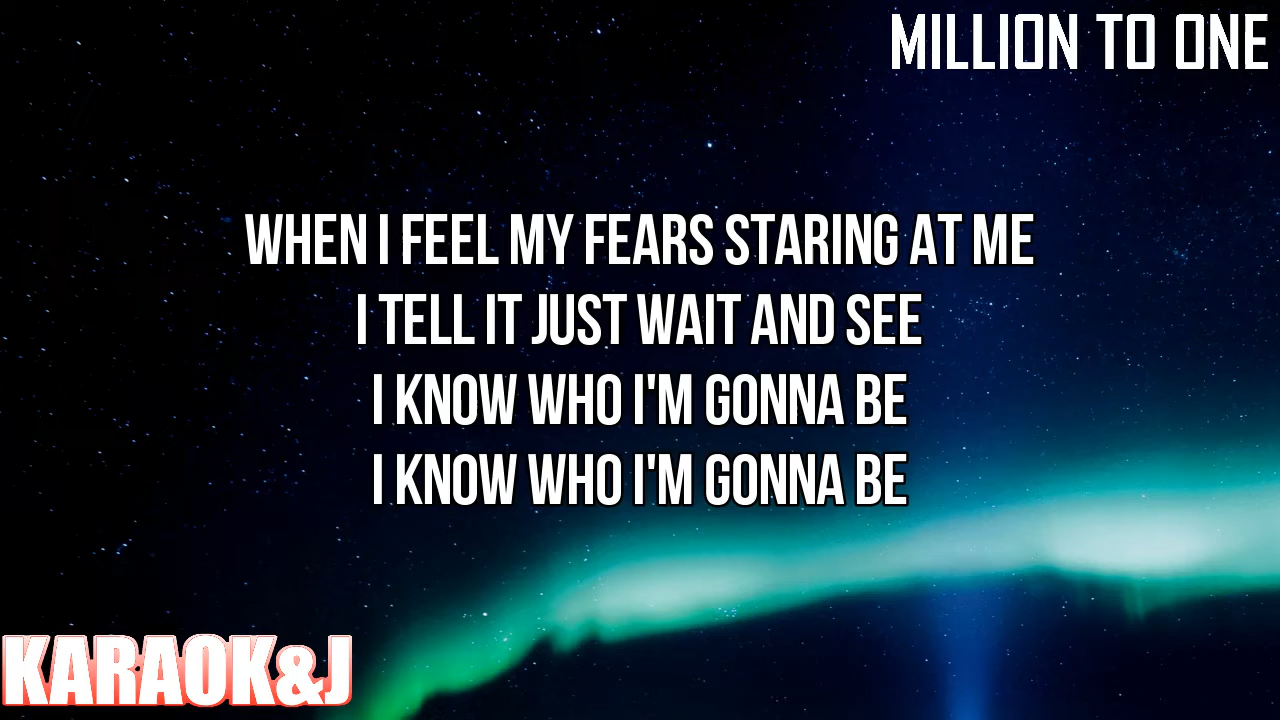 MILLION TO ONE
WHEN I FEEL MY FEARS STARING AT ME
I TELL IT JUST WAIT AND SEE
I KNOW WHO I'M GONNA BE
I KNOW WHO I'M GONNA BE
KARAOK&J